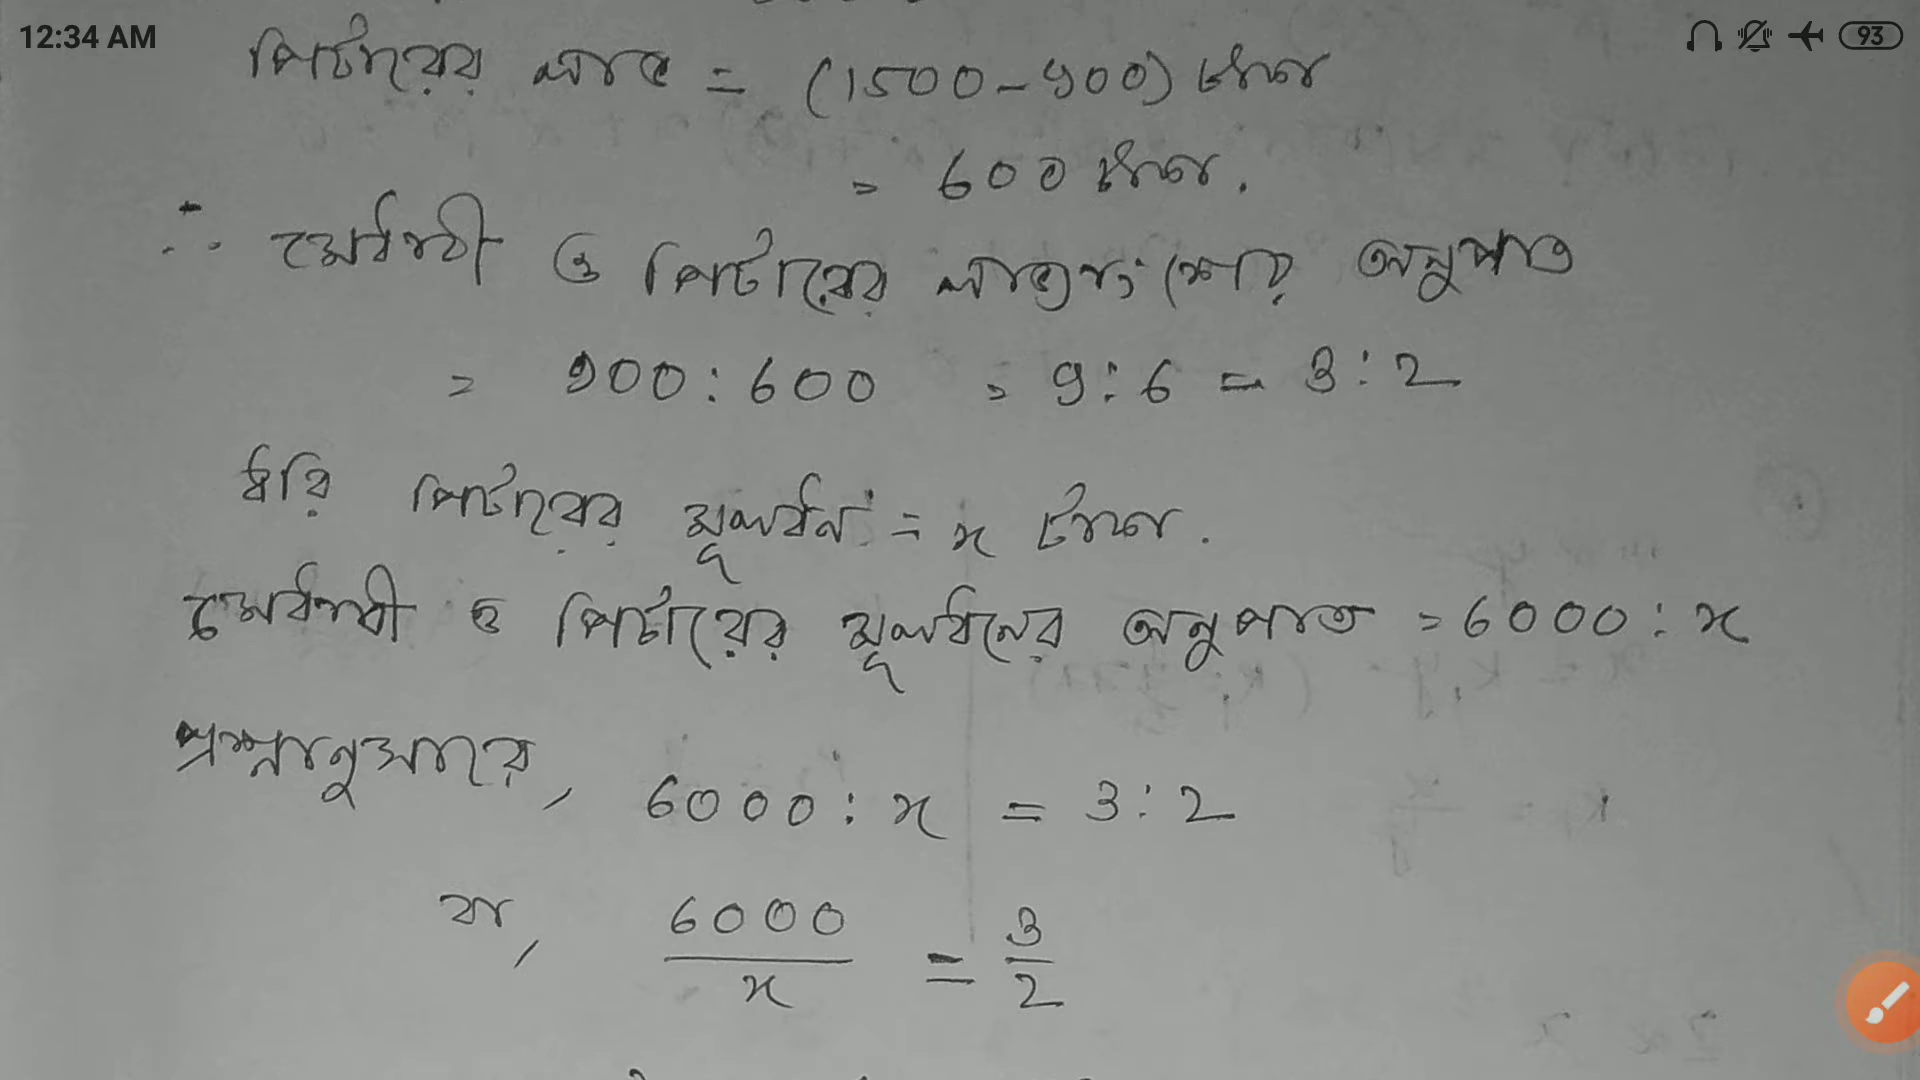 12:34 AM 93
পিটারের লাভ = (1500 - 900) টাকা
= 600 টাকা.
∴ মেধাবী ও পিটারের লাভ্যাংশের অনুপাত
= 900 : 600 = 9 : 6 = 3 : 2
ধরি পিটারের মূলধন = x টাকা.
মেধাবী ও পিটারের মূলধনের অনুপাত = 6000 : x
প্রশ্নানুসারে, 6000 : x = 3 : 2
বা, 6000/x = 3/2